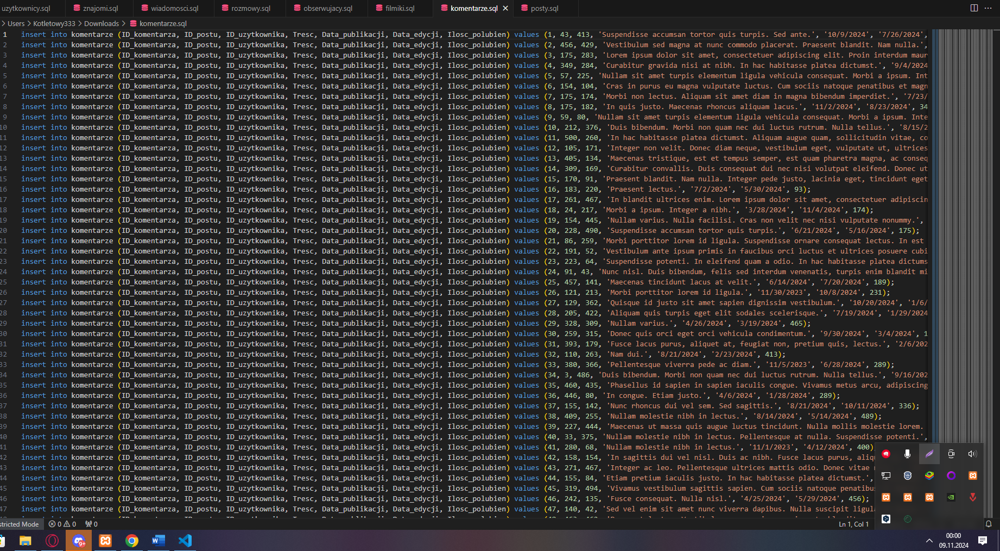 uzytkownicy.sql znajomi.sql wiadomosci.sql rozmowy.sql obserwujacy.sql filmiki.sql komentarze.sql posty.sql
Users Kotletowy333 Downloads komentarze.sql
1 insert into komentarze (ID_komentarza, ID_postu, ID_uzytkownika, Tresc, Data_publikacji, Data_edycji, Ilosc_polubien) values (1, 43, 413, 'Suspendisse accumsan tortor quis turpis. Sed ante.', '10/9/2024', '7/26/2024',
2 insert into komentarze (ID_komentarza, ID_postu, ID_uzytkownika, Tresc, Data_publikacji, Data_edycji, Ilosc_polubien) values (2, 456, 429, 'Vestibulum sed magna at nunc commodo placerat. Praesent blandit. Nam nulla.',
3 insert into komentarze (ID_komentarza, ID_postu, ID_uzytkownika, Tresc, Data_publikacji, Data_edycji, Ilosc_polubien) values (3, 175, 283, 'Lorem ipsum dolor sit amet, consectetuer adipiscing elit. Proin interdum maur
4 insert into komentarze (ID_komentarza, ID_postu, ID_uzytkownika, Tresc, Data_publikacji, Data_edycji, Ilosc_polubien) values (4, 349, 284, 'Curabitur gravida nisi at nibh. In hac habitasse platea dictumst.', '9/4/2024
5 insert into komentarze (ID_komentarza, ID_postu, ID_uzytkownika, Tresc, Data_publikacji, Data_edycji, Ilosc_polubien) values (5, 57, 225, 'Nullam sit amet turpis elementum ligula vehicula consequat. Morbi a ipsum. Int
6 insert into komentarze (ID_komentarza, ID_postu, ID_uzytkownika, Tresc, Data_publikacji, Data_edycji, Ilosc_polubien) values (6, 154, 104, 'Cras in purus eu magna vulputate luctus. Cum sociis natoque penatibus et magn
7 insert into komentarze (ID_komentarza, ID_postu, ID_uzytkownika, Tresc, Data_publikacji, Data_edycji, Ilosc_polubien) values (7, 175, 174, 'Morbi non lectus. Aliquam sit amet diam in magna bibendum imperdiet.', '7/23/
8 insert into komentarze (ID_komentarza, ID_postu, ID_uzytkownika, Tresc, Data_publikacji, Data_edycji, Ilosc_polubien) values (8, 175, 182, 'In quis justo. Maecenas rhoncus aliquam lacus.', '11/2/2024', '8/23/2024', 34
9 insert into komentarze (ID_komentarza, ID_postu, ID_uzytkownika, Tresc, Data_publikacji, Data_edycji, Ilosc_polubien) values (9, 59, 80, 'Nullam sit amet turpis elementum ligula vehicula consequat. Morbi a ipsum. Inte
10 insert into komentarze (ID_komentarza, ID_postu, ID_uzytkownika, Tresc, Data_publikacji, Data_edycji, Ilosc_polubien) values (10, 212, 376, 'Duis bibendum. Morbi non quam nec dui luctus rutrum. Nulla tellus.', '8/15/2
11 insert into komentarze (ID_komentarza, ID_postu, ID_uzytkownika, Tresc, Data_publikacji, Data_edycji, Ilosc_polubien) values (11, 500, 260, 'In hac habitasse platea dictumst. Aliquam augue quam, sollicitudin vitae, co
12 insert into komentarze (ID_komentarza, ID_postu, ID_uzytkownika, Tresc, Data_publikacji, Data_edycji, Ilosc_polubien) values (12, 105, 171, 'Integer non velit. Donec diam neque, vestibulum eget, vulputate ut, ultrices
13 insert into komentarze (ID_komentarza, ID_postu, ID_uzytkownika, Tresc, Data_publikacji, Data_edycji, Ilosc_polubien) values (13, 405, 134, 'Maecenas tristique, est et tempus semper, est quam pharetra magna, ac conseq
14 insert into komentarze (ID_komentarza, ID_postu, ID_uzytkownika, Tresc, Data_publikacji, Data_edycji, Ilosc_polubien) values (14, 309, 169, 'Curabitur convallis. Duis consequat dui nec nisi volutpat eleifend. Donec ut
15 insert into komentarze (ID_komentarza, ID_postu, ID_uzytkownika, Tresc, Data_publikacji, Data_edycji, Ilosc_polubien) values (15, 170, 91, 'Praesent blandit. Nam nulla. Integer pede justo, lacinia eget, tincidunt eget
16 insert into komentarze (ID_komentarza, ID_postu, ID_uzytkownika, Tresc, Data_publikacji, Data_edycji, Ilosc_polubien) values (16, 183, 220, 'Praesent lectus.', '7/2/2024', '5/30/2024', 93);
17 insert into komentarze (ID_komentarza, ID_postu, ID_uzytkownika, Tresc, Data_publikacji, Data_edycji, Ilosc_polubien) values (17, 261, 467, 'In blandit ultrices enim. Lorem ipsum dolor sit amet, consectetuer adipiscin
18 insert into komentarze (ID_komentarza, ID_postu, ID_uzytkownika, Tresc, Data_publikacji, Data_edycji, Ilosc_polubien) values (18, 24, 217, 'Morbi a ipsum. Integer a nibh.', '3/28/2024', '11/4/2024', 174);
19 insert into komentarze (ID_komentarza, ID_postu, ID_uzytkownika, Tresc, Data_publikacji, Data_edycji, Ilosc_polubien) values (19, 154, 445, 'Nullam varius. Nulla facilisi. Cras non velit nec nisi vulputate nonummy.',
20 insert into komentarze (ID_komentarza, ID_postu, ID_uzytkownika, Tresc, Data_publikacji, Data_edycji, Ilosc_polubien) values (20, 228, 490, 'Suspendisse accumsan tortor quis turpis.', '6/21/2024', '5/16/2024', 175);
21 insert into komentarze (ID_komentarza, ID_postu, ID_uzytkownika, Tresc, Data_publikacji, Data_edycji, Ilosc_polubien) values (21, 86, 259, 'Morbi porttitor lorem id ligula. Suspendisse ornare consequat lectus. In est
22 insert into komentarze (ID_komentarza, ID_postu, ID_uzytkownika, Tresc, Data_publikacji, Data_edycji, Ilosc_polubien) values (22, 191, 52, 'Vestibulum ante ipsum primis in faucibus orci luctus et ultrices posuere cubi
23 insert into komentarze (ID_komentarza, ID_postu, ID_uzytkownika, Tresc, Data_publikacji, Data_edycji, Ilosc_polubien) values (23, 223, 64, 'Suspendisse potenti. In eleifend quam a odio. In hac habitasse platea dictums
24 insert into komentarze (ID_komentarza, ID_postu, ID_uzytkownika, Tresc, Data_publikacji, Data_edycji, Ilosc_polubien) values (24, 91, 43, 'Nunc nisl. Duis bibendum, felis sed interdum venenatis, turpis enim blandit mi
25 insert into komentarze (ID_komentarza, ID_postu, ID_uzytkownika, Tresc, Data_publikacji, Data_edycji, Ilosc_polubien) values (25, 457, 141, 'Maecenas tincidunt lacus at velit.', '6/14/2024', '7/20/2024', 189);
26 insert into komentarze (ID_komentarza, ID_postu, ID_uzytkownika, Tresc, Data_publikacji, Data_edycji, Ilosc_polubien) values (26, 121, 213, 'Morbi porttitor lorem id ligula.', '11/30/2023', '10/8/2024', 231);
27 insert into komentarze (ID_komentarza, ID_postu, ID_uzytkownika, Tresc, Data_publikacji, Data_edycji, Ilosc_polubien) values (27, 129, 362, 'Quisque id justo sit amet sapien dignissim vestibulum.', '10/20/2024', '1/6/
28 insert into komentarze (ID_komentarza, ID_postu, ID_uzytkownika, Tresc, Data_publikacji, Data_edycji, Ilosc_polubien) values (28, 205, 422, 'Aliquam quis turpis eget elit sodales scelerisque.', '7/19/2024', '1/29/2024
29 insert into komentarze (ID_komentarza, ID_postu, ID_uzytkownika, Tresc, Data_publikacji, Data_edycji, Ilosc_polubien) values (29, 328, 309, 'Nullam varius.', '4/26/2024', '3/19/2024', 465);
30 insert into komentarze (ID_komentarza, ID_postu, ID_uzytkownika, Tresc, Data_publikacji, Data_edycji, Ilosc_polubien) values (30, 259, 315, 'Donec quis orci eget orci vehicula condimentum.', '9/30/2024', '3/4/2024', 1
31 insert into komentarze (ID_komentarza, ID_postu, ID_uzytkownika, Tresc, Data_publikacji, Data_edycji, Ilosc_polubien) values (31, 393, 179, 'Fusce lacus purus, aliquet at, feugiat non, pretium quis, lectus.', '2/6/202
32 insert into komentarze (ID_komentarza, ID_postu, ID_uzytkownika, Tresc, Data_publikacji, Data_edycji, Ilosc_polubien) values (32, 110, 263, 'Nam dui.', '8/21/2024', '2/23/2024', 413);
33 insert into komentarze (ID_komentarza, ID_postu, ID_uzytkownika, Tresc, Data_publikacji, Data_edycji, Ilosc_polubien) values (33, 380, 366, 'Pellentesque viverra pede ac diam.', '11/5/2023', '6/28/2024', 289);
34 insert into komentarze (ID_komentarza, ID_postu, ID_uzytkownika, Tresc, Data_publikacji, Data_edycji, Ilosc_polubien) values (34, 3, 486, 'Duis bibendum. Morbi non quam nec dui luctus rutrum. Nulla tellus.', '9/16/202
35 insert into komentarze (ID_komentarza, ID_postu, ID_uzytkownika, Tresc, Data_publikacji, Data_edycji, Ilosc_polubien) values (35, 460, 435, 'Phasellus id sapien in sapien iaculis congue. Vivamus metus arcu, adipiscing
36 insert into komentarze (ID_komentarza, ID_postu, ID_uzytkownika, Tresc, Data_publikacji, Data_edycji, Ilosc_polubien) values (36, 446, 80, 'In congue. Etiam justo.', '4/6/2024', '1/28/2024', 289);
37 insert into komentarze (ID_komentarza, ID_postu, ID_uzytkownika, Tresc, Data_publikacji, Data_edycji, Ilosc_polubien) values (37, 155, 142, 'Nunc rhoncus dui vel sem. Sed sagittis.', '8/21/2024', '10/11/2024', 336);
38 insert into komentarze (ID_komentarza, ID_postu, ID_uzytkownika, Tresc, Data_publikacji, Data_edycji, Ilosc_polubien) values (38, 409, 255, 'Nullam molestie nibh in lectus.', '8/14/2024', '5/14/2024', 489);
39 insert into komentarze (ID_komentarza, ID_postu, ID_uzytkownika, Tresc, Data_publikacji, Data_edycji, Ilosc_polubien) values (39, 227, 444, 'Maecenas ut massa quis augue luctus tincidunt. Nulla mollis molestie lorem.
40 insert into komentarze (ID_komentarza, ID_postu, ID_uzytkownika, Tresc, Data_publikacji, Data_edycji, Ilosc_polubien) values (40, 33, 375, 'Nullam molestie nibh in lectus. Pellentesque at nulla. Suspendisse potenti.',
41 insert into komentarze (ID_komentarza, ID_postu, ID_uzytkownika, Tresc, Data_publikacji, Data_edycji, Ilosc_polubien) values (41, 280, 68, 'Nullam molestie nibh in lectus.', '11/1/2023', '4/12/2024', 400)
42 insert into komentarze (ID_komentarza, ID_postu, ID_uzytkownika, Tresc, Data_publikacji, Data_edycji, Ilosc_polubien) values (42, 158, 154, 'In sagittis dui vel nisl. Duis ac nibh. Fusce lacus purus, aliq
43 insert into komentarze (ID_komentarza, ID_postu, ID_uzytkownika, Tresc, Data_publikacji, Data_edycji, Ilosc_polubien) values (43, 271, 467, 'Integer ac leo. Pellentesque ultrices mattis odio. Donec vitae
44 insert into komentarze (ID_komentarza, ID_postu, ID_uzytkownika, Tresc, Data_publikacji, Data_edycji, Ilosc_polubien) values (44, 155, 84, 'Etiam pretium iaculis justo. In hac habitasse platea dictumst.',
45 insert into komentarze (ID_komentarza, ID_postu, ID_uzytkownika, Tresc, Data_publikacji, Data_edycji, Ilosc_polubien) values (45, 319, 494, 'Vivamus vestibulum sagittis sapien. Cum sociis natoque penatibus
46 insert into komentarze (ID_komentarza, ID_postu, ID_uzytkownika, Tresc, Data_publikacji, Data_edycji, Ilosc_polubien) values (46, 242, 135, 'Fusce consequat. Nulla nisl.', '4/25/2024', '5/29/2024', 456);
47 insert into komentarze (ID_komentarza, ID_postu, ID_uzytkownika, Tresc, Data_publikacji, Data_edycji, Ilosc_polubien) values (47, 140, 42, 'Sed vel enim sit amet nunc viverra dapibus. Nulla suscipit ligula
stricted Mode 0 0 0 Ln 1, Col 1
9+
00:00
09.11.2024